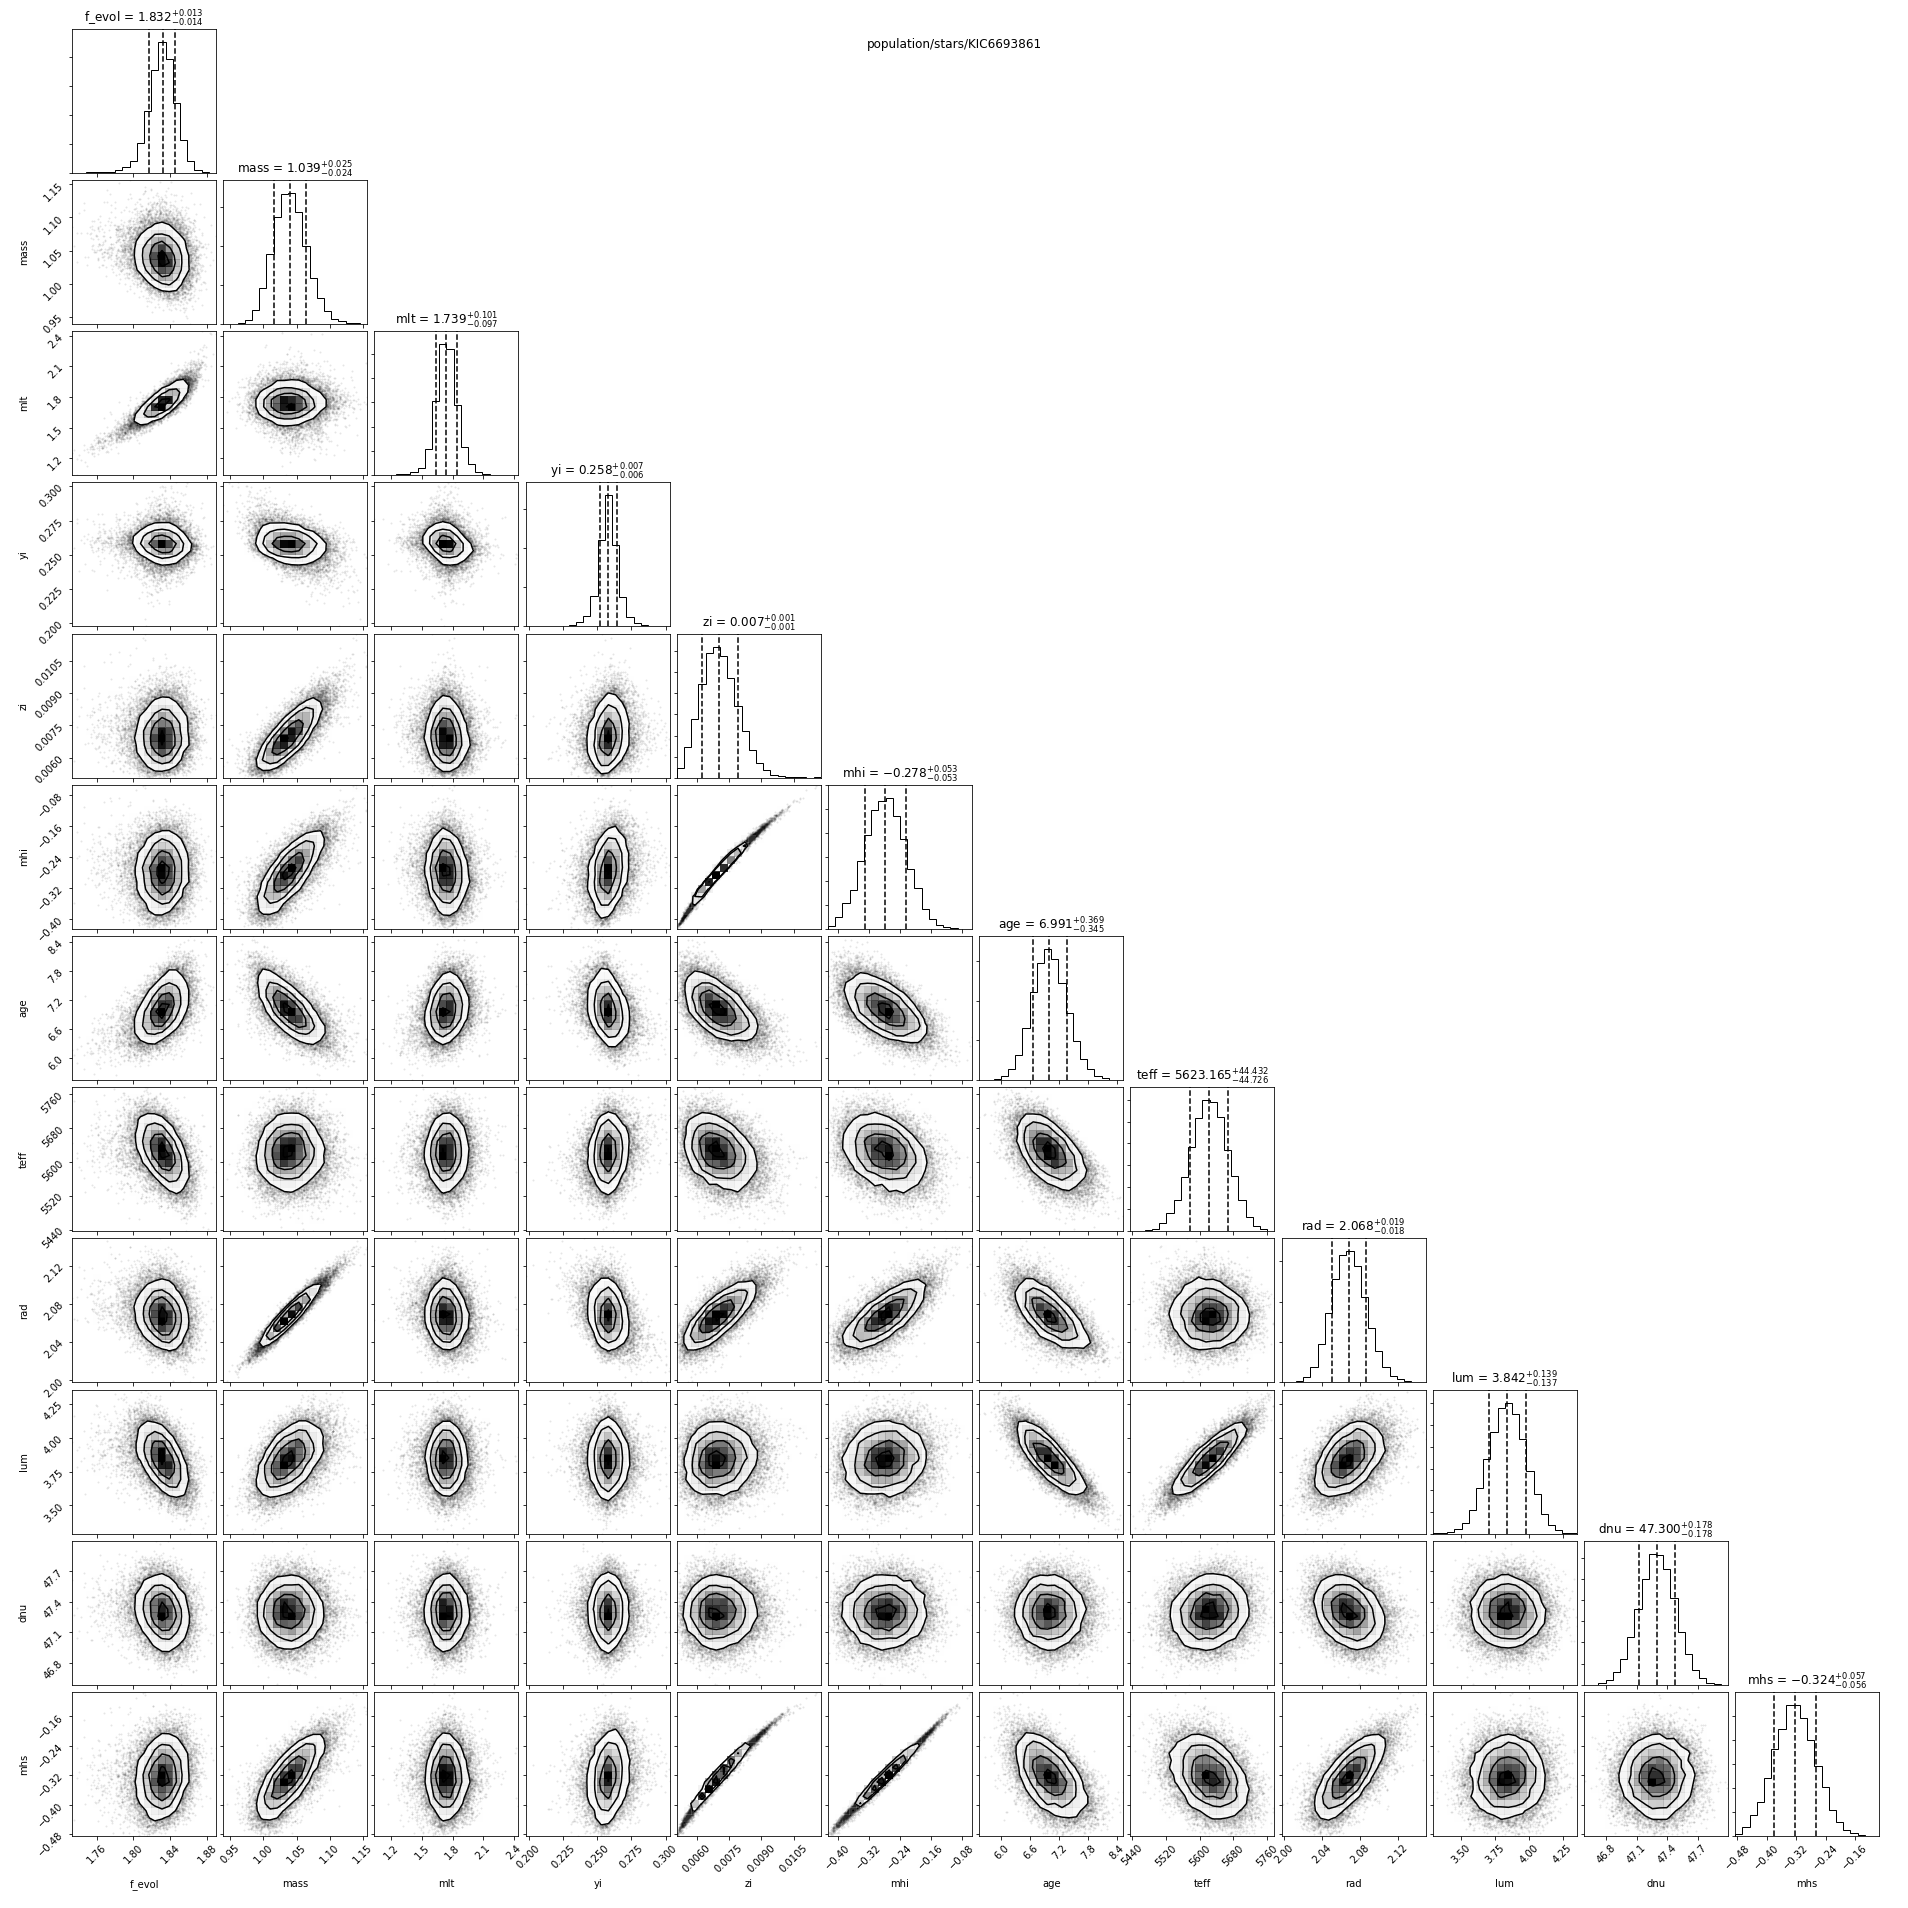 f_evol = 1.832+0.013−0.014
population/stars/KIC6693861
mass = 1.039+0.025−0.024
mass
1.15
1.10
1.05
1.00
0.95
mlt = 1.739+0.101−0.097
mlt
2.4
2.1
1.8
1.5
1.2
yi = 0.258+0.007−0.006
yi
0.300
0.275
0.250
0.225
0.200
zi = 0.007+0.001−0.001
zi
0.0105
0.0090
0.0075
0.0060
mhi = −0.278+0.053−0.053
mhi
−0.08
−0.16
−0.24
−0.32
−0.40
age = 6.991+0.369−0.345
age
8.4
7.8
7.2
6.6
6.0
teff = 5623.165+44.432−44.726
teff
5760
5680
5600
5520
5440
rad = 2.068+0.019−0.018
rad
2.12
2.08
2.04
2.00
lum = 3.842+0.139−0.137
lum
4.25
4.00
3.75
3.50
dnu = 47.300+0.178−0.178
dnu
47.7
47.4
47.1
46.8
mhs = −0.324+0.057−0.056
mhs
−0.16
−0.24
−0.32
−0.40
−0.48
1.76 1.80 1.84 1.88 0.95 1.00 1.05 1.10 1.15 1.2 1.5 1.8 2.1 2.4 0.200 0.225 0.250 0.275 0.300 0.0060 0.0075 0.0090 0.0105 −0.40 −0.32 −0.24 −0.16 −0.08 6.0 6.6 7.2 7.8 8.4 5440 5520 5600 5680 5760 2.00 2.04 2.08 2.12 3.50 3.75 4.00 4.25 46.8 47.1 47.4 47.7 −0.48 −0.40 −0.32 −0.24 −0.16
f_evol mass mlt yi zi mhi age teff rad lum dnu mhs